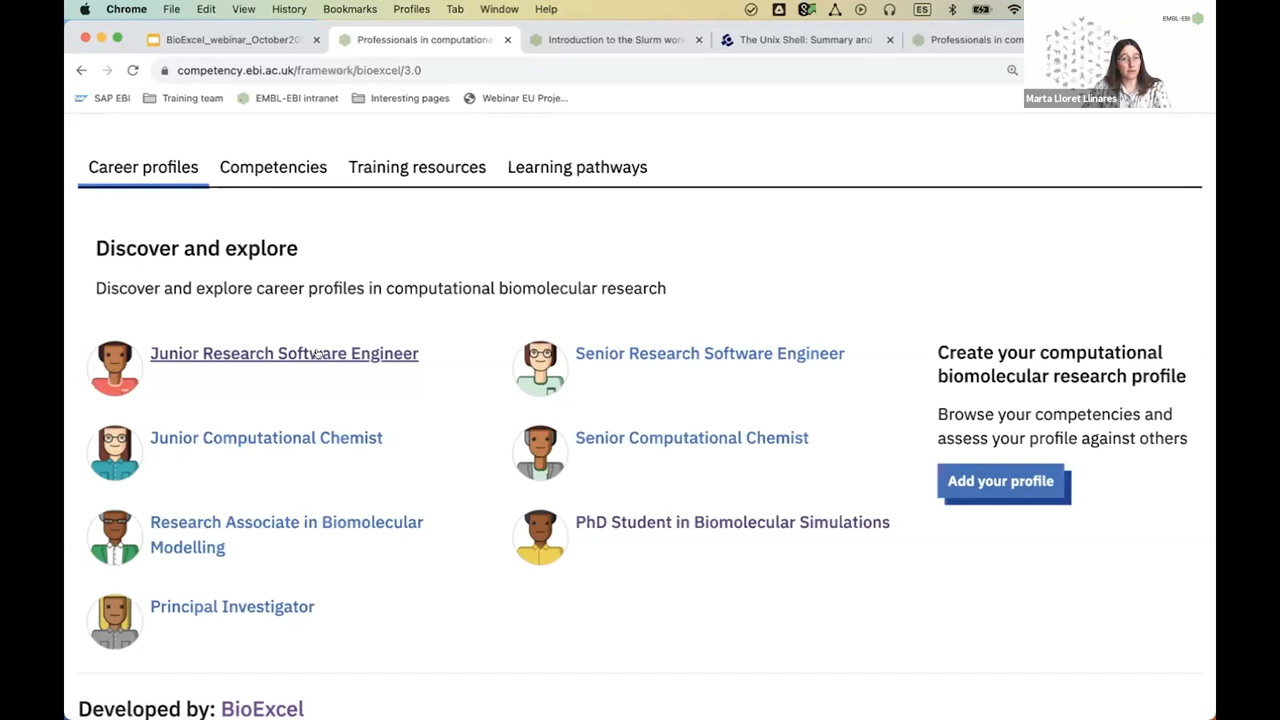 Chrome File Edit View History Bookmarks Profiles Tab Window Help ES
EMBL-EBI
BioExcel_webinar_October20 Professionals in computationa Introduction to the Slurm wor The Unix Shell: Summary and Professionals in com
competency.ebi.ac.uk/framework/bioexcel/3.0
SAP EBI Training team EMBL-EBI intranet Interesting pages Webinar EU Proje...
Marta Lloret Llinares
Career profiles Competencies Training resources Learning pathways
Discover and explore
Discover and explore career profiles in computational biomolecular research
Junior Research Software Engineer
Senior Research Software Engineer
Junior Computational Chemist
Senior Computational Chemist
Research Associate in Biomolecular
Modelling
PhD Student in Biomolecular Simulations
Principal Investigator
Create your computational
biomolecular research profile
Browse your competencies and
assess your profile against others
Add your profile
Developed by: BioExcel